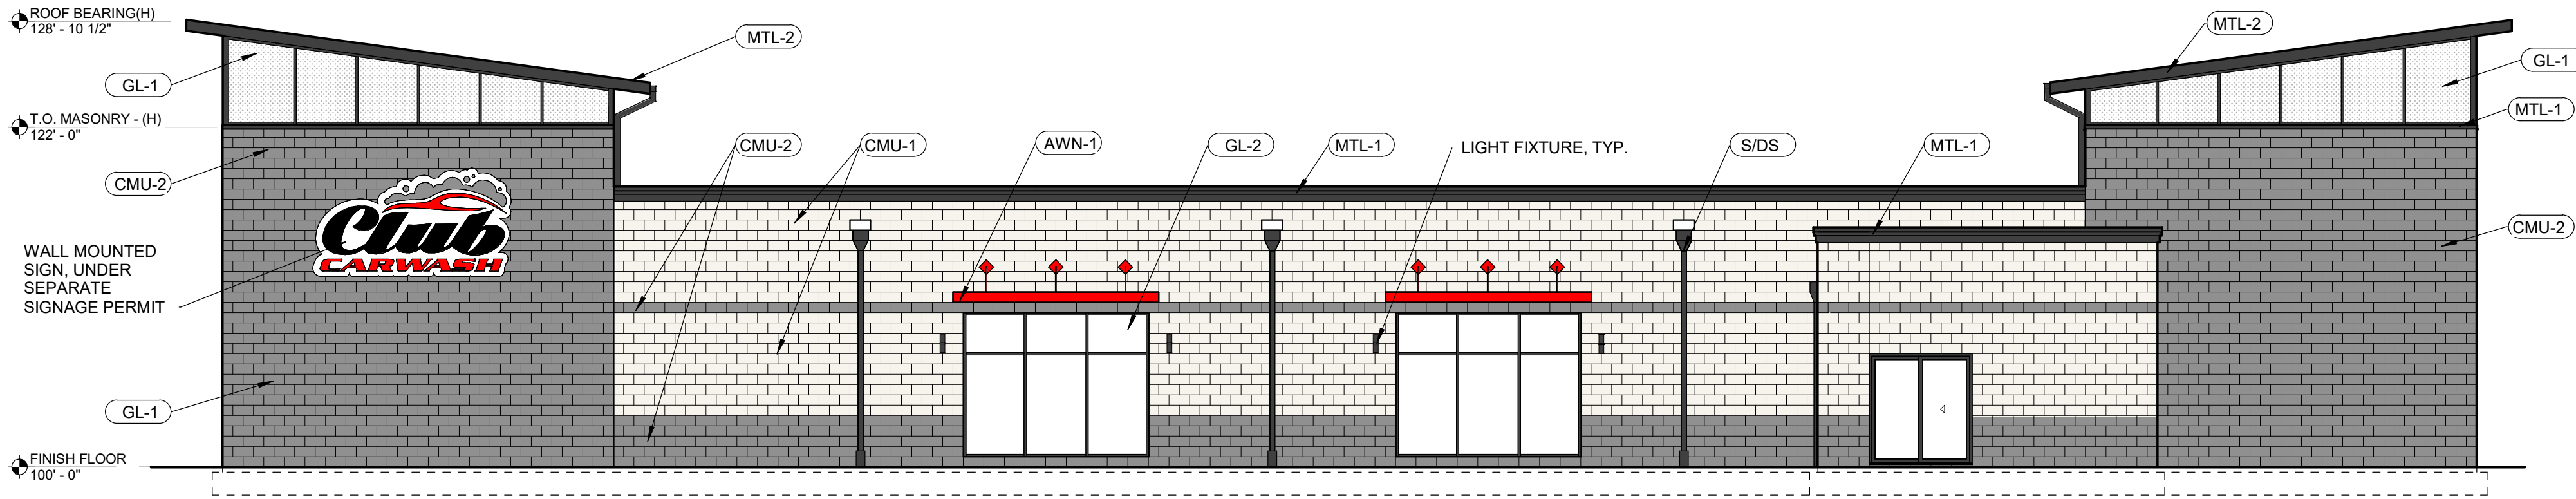 ROOF BEARING(H)
128' - 10 1/2"
MTL-2
MTL-2
GL-1
GL-1
MTL-1
T.O. MASONRY - (H)
122' - 0"
CMU-2
CMU-1
AWN-1
GL-2
MTL-1
LIGHT FIXTURE, TYP.
S/DS
MTL-1
CMU-2
Club
CARWASH
CMU-2
WALL MOUNTED
SIGN, UNDER
SEPARATE
SIGNAGE PERMIT
GL-1
FINISH FLOOR
100' - 0"